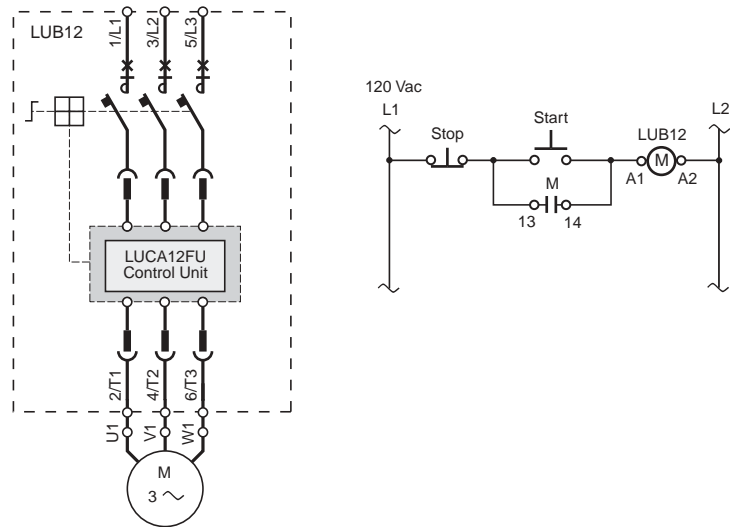 LUB12
1/L1
3/L2
5/L3
LUCA12FU
Control Unit
2/T1
4/T2
6/T3
U1
V1
W1
M
3
120 Vac
L1
L2
Stop
Start
LUB12
M
A1
A2
M
13
14